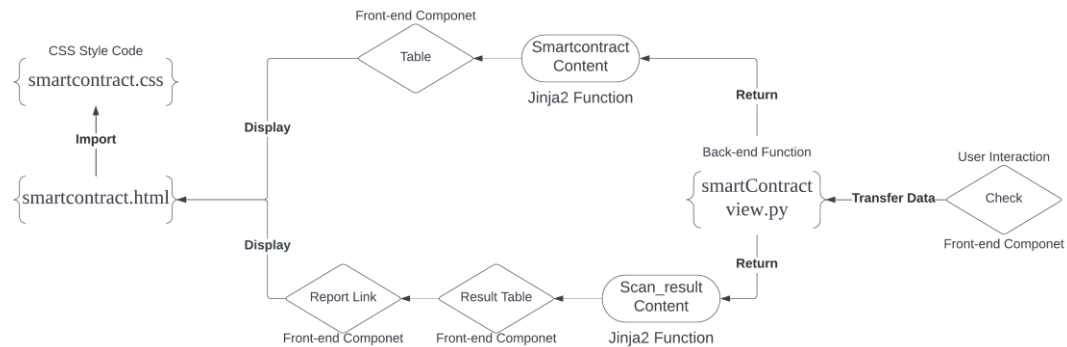 Front-end Componet
Table
Smartcontract
Content
Jinja2 Function
CSS Style Code
smartcontract.css
Import
smartcontract.html
Display
Display
Return
Back-end Function
smartContract
view.py
Transfer Data
User Interaction
Check
Front-end Componet
Return
Report Link
Front-end Componet
Result Table
Front-end Componet
Scan_result
Content
Jinja2 Function